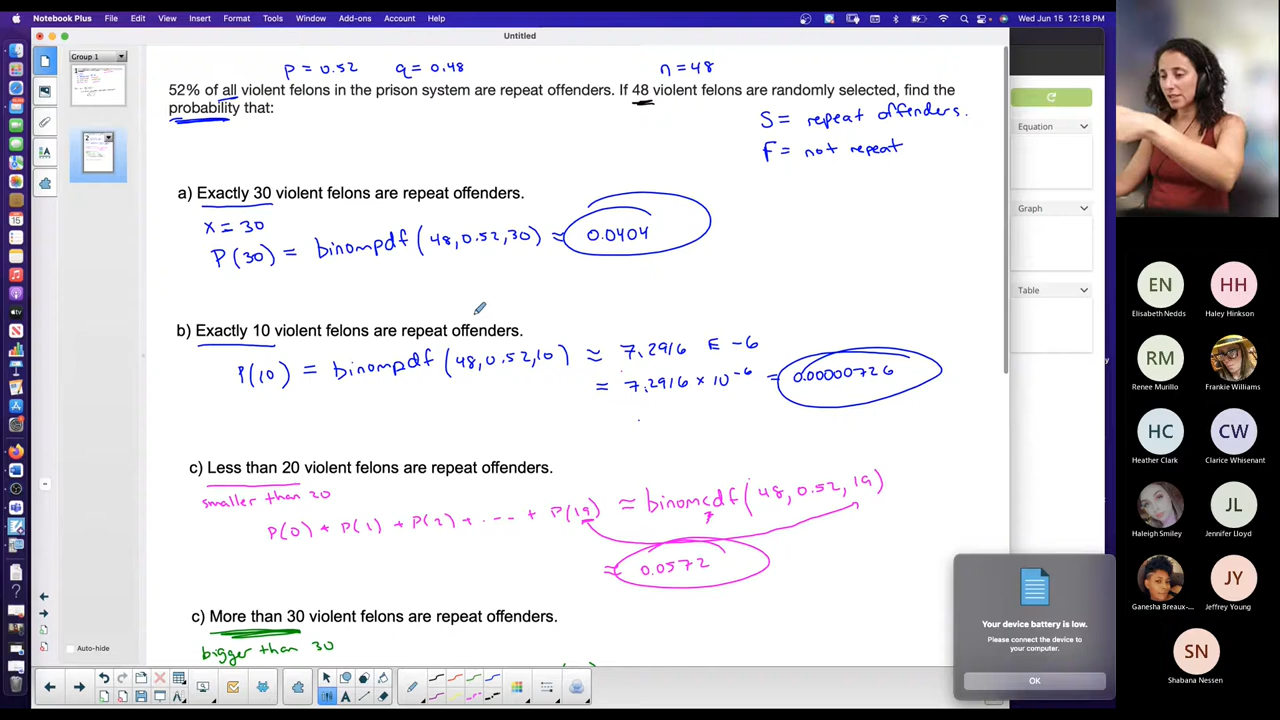 Notebook Plus File Edit View Insert Format Tools Window Add-ons Account Help Wed Jun 15 12:18 PM
Untitled
Group 1
1
2
Auto-hide
p = 0.52 q = 0.48 n = 48
52% of all violent felons in the prison system are repeat offenders. If 48 violent felons are randomly selected, find the
probability that:
S = repeat offenders.
F = not repeat
a) Exactly 30 violent felons are repeat offenders.
x = 30
P(30) = binompdf(48,0.52,30) ≈ 0.0404
b) Exactly 10 violent felons are repeat offenders.
P(10) = binompdf(48,0.52,10) ≈ 7.2916 E -6
≈ 7.2916 × 10⁻⁶ = 0.00000726
c) Less than 20 violent felons are repeat offenders.
smaller than 20
P(0) + P(1) + P(2) + ... + P(19) ≈ binomcdf(48, 0.52, 19)
≈ 0.0572
c) More than 30 violent felons are repeat offenders.
bigger than 30
Equation
Graph
Table
Your device battery is low.
Please connect the device to
your computer.
OK
EN
Elisabeth Nedds
HH
Haley Hinkson
RM
Renee Murillo
Frankie Williams
HC
Heather Clark
CW
Clarice Whisenant
Haleigh Smiley
JL
Jennifer Lloyd
Ganesha Breaux-...
JY
Jeffrey Young
SN
Shabana Nessen